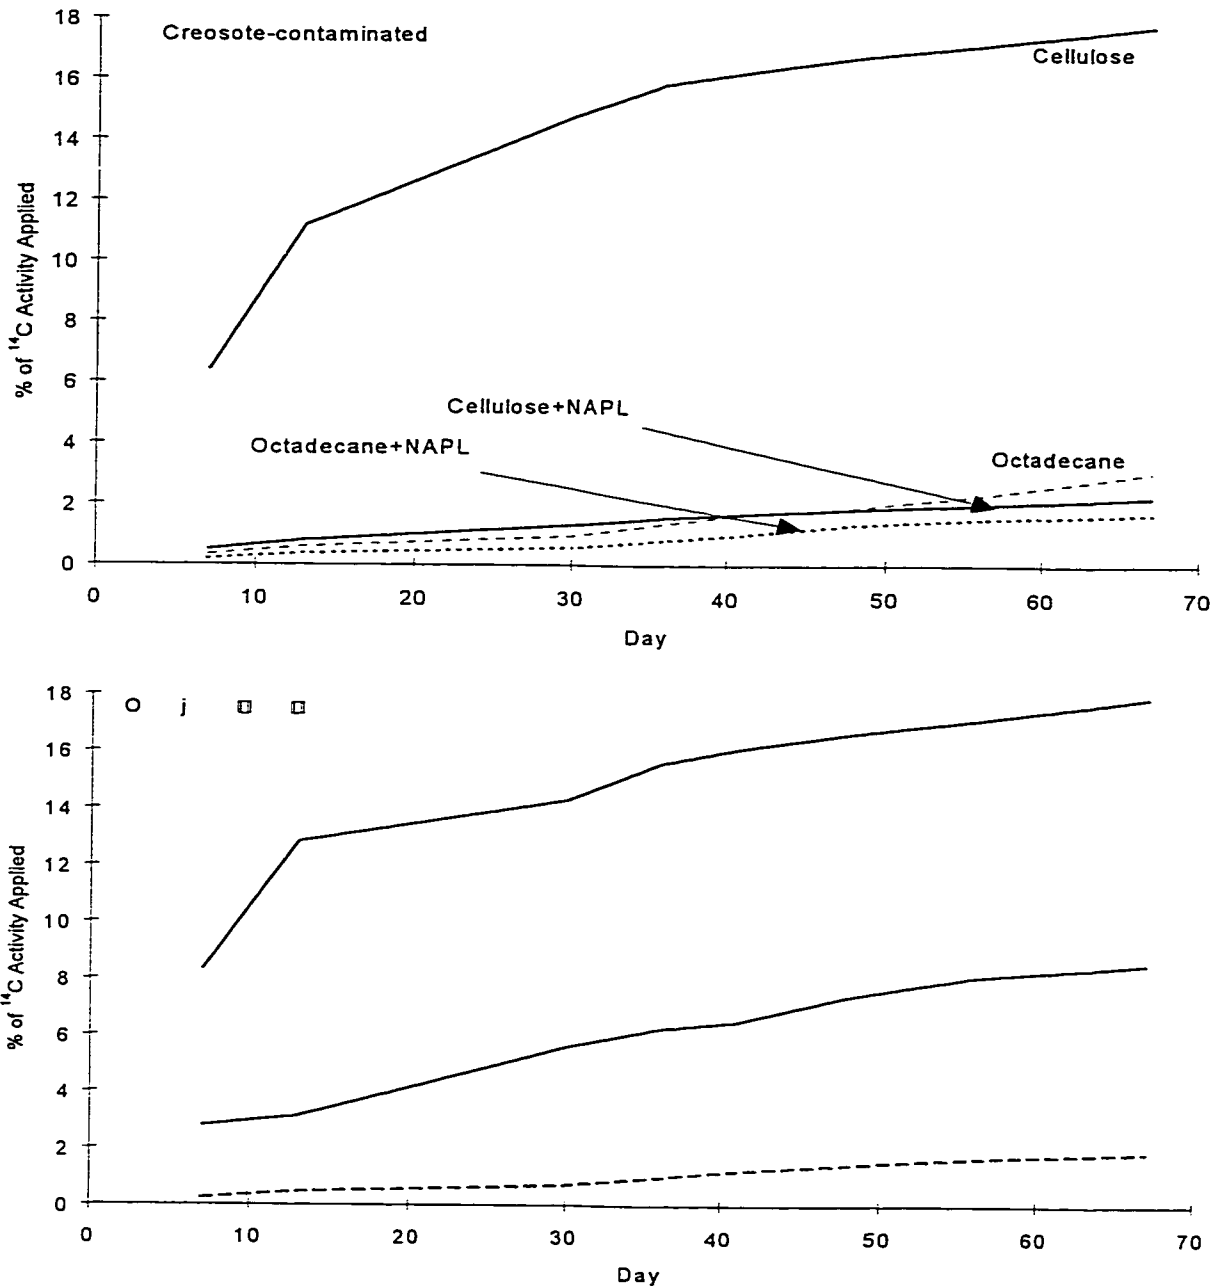 18
Creosote-contaminated
16
Cellulose
14
12
10
8
6
Cellulose+NAPL
4
Octadecane+NAPL
Octadecane
2
0
% of ¹⁴C Activity Applied
0 10 20 30 40 50 60 70
Day
18
O j
16
14
12
10
8
6
4
2
0
% of ¹⁴C Activity Applied
0 10 20 30 40 50 60 70
Day